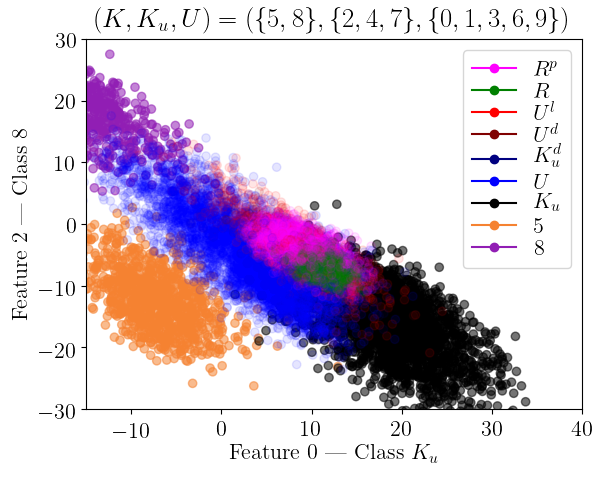 (K, K_u, U) = ({5, 8}, {2, 4, 7}, {0, 1, 3, 6, 9})
30
20
10
0
−10
−20
−30
Feature 2 — Class 8
R^p
R
U^l
U^d
K_u^d
U
K_u
5
8
−10
0
10
20
30
40
Feature 0 — Class K_u